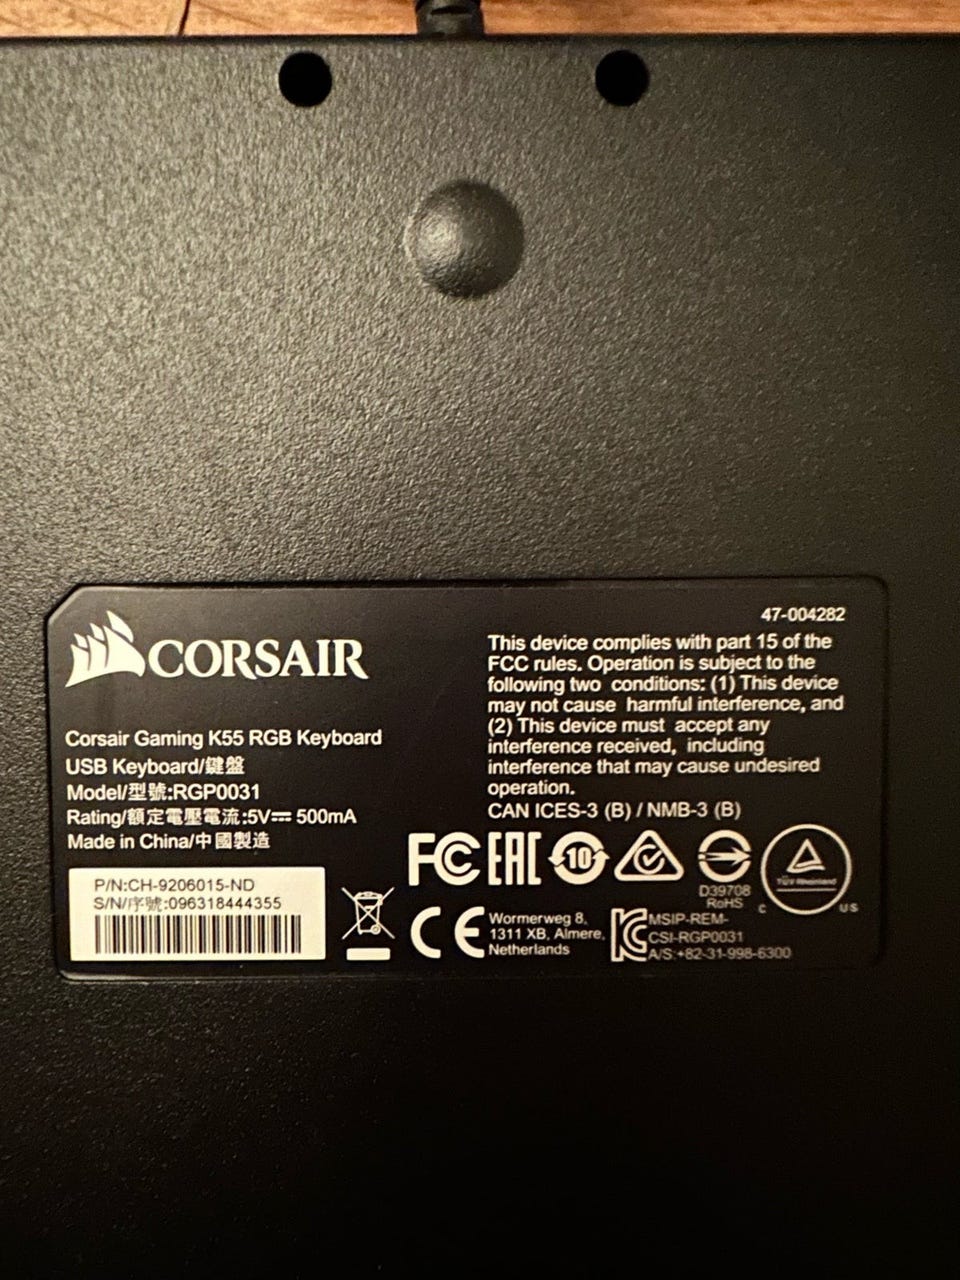 CORSAIR
Corsair Gaming K55 RGB Keyboard
USB Keyboard/鍵盤
Model/型號:RGP0031
Rating/額定電壓電流:5V⎓ 500mA
Made in China/中國製造
P/N:CH-9206015-ND
S/N/序號:096318444355
47-004282
This device complies with part 15 of the
FCC rules. Operation is subject to the
following two conditions: (1) This device
may not cause harmful interference, and
(2) This device must accept any
interference received, including
interference that may cause undesired
operation.
CAN ICES-3 (B) / NMB-3 (B)
FC EAC 10
D39708
RoHS
TÜVRheinland
C US
CE
Wormerweg 8,
1311 XB, Almere,
Netherlands
MSIP-REM-
CSI-RGP0031
A/S:+82-31-998-6300